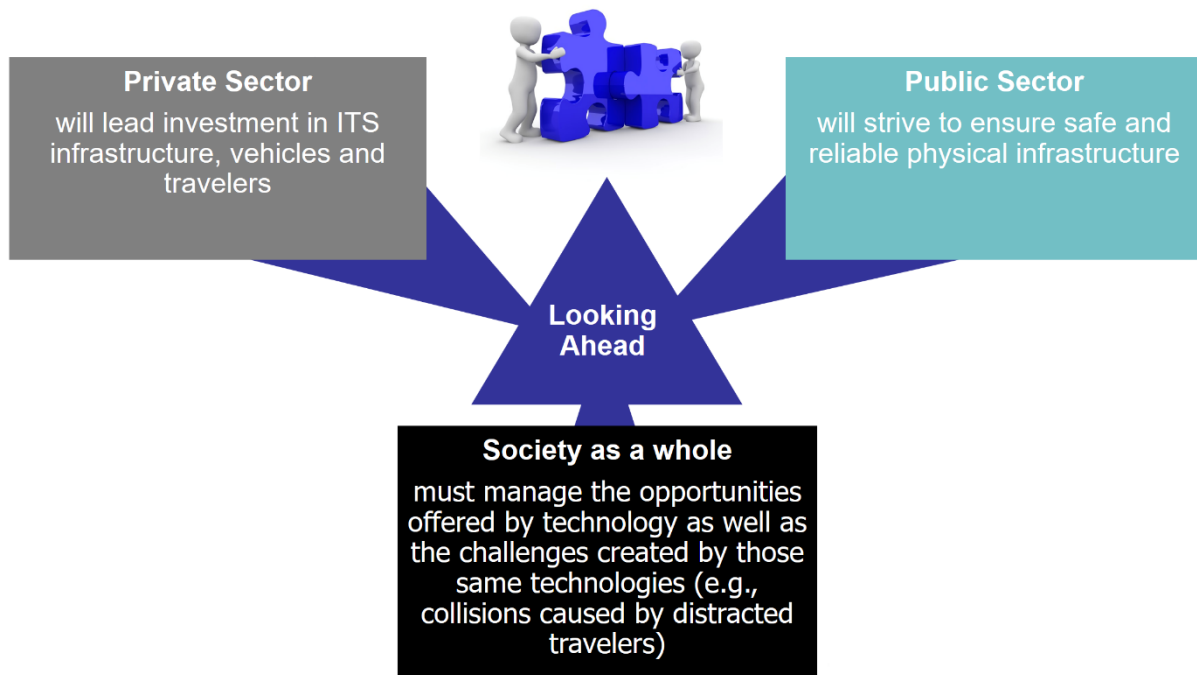 Private Sector
will lead investment in ITS
infrastructure, vehicles and
travelers
Public Sector
will strive to ensure safe and
reliable physical infrastructure
Looking
Ahead
Society as a whole
must manage the opportunities
offered by technology as well as
the challenges created by those
same technologies (e.g.,
collisions caused by distracted
travelers)